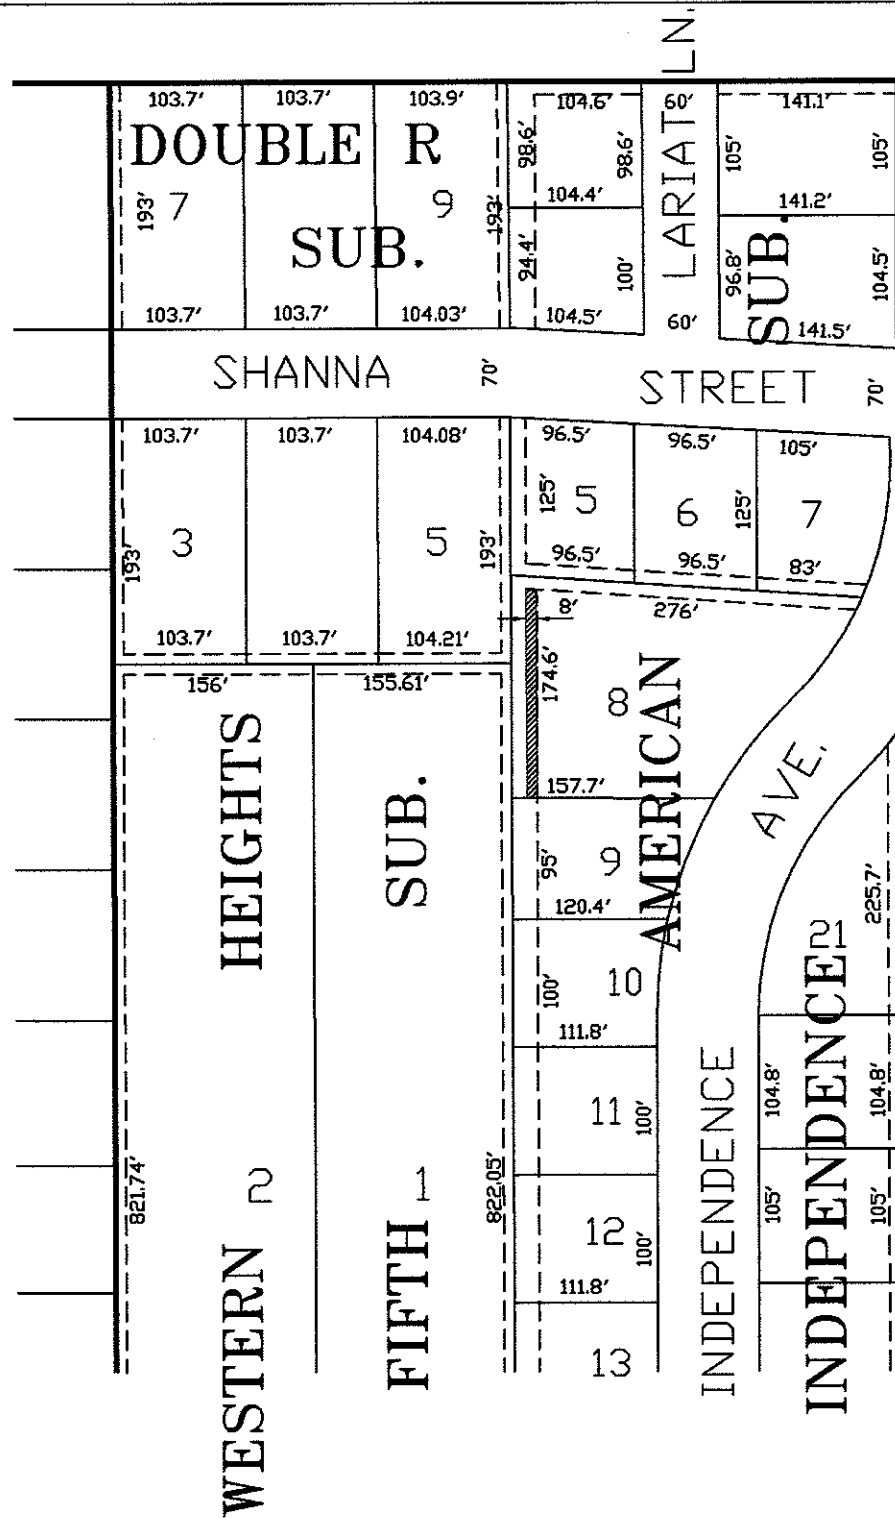 LARIAT LN.
103.7' 103.7' 103.9' 104.6' 60' 141.1'
DOUBLE R
98.6' 98.6' 105' 105'
7 9
193' 193'
104.4' 141.2'
SUB.
94.4' 100' 96.8' SUB. 104.5'
103.7' 103.7' 104.03' 104.5' 60' 141.5'
SHANNA 70' STREET 70'
103.7' 103.7' 104.08' 96.5' 96.5' 105'
125' 5 6 125' 7
3 5
193' 193'
96.5' 96.5' 83'
103.7' 103.7' 104.21' 8' 276'
156' 155.61'
174.6' 8
AMERICAN
157.7'
HEIGHTS SUB.
95' 9
120.4'
AVE.
225.7'
21
100' 10
111.8'
11 100'
INDEPENDENCE
104.8' 104.8'
INDEPENDENCE
821.74' 2 1 822.05'
12 100'
105' 105'
111.8'
WESTERN FIFTH
13